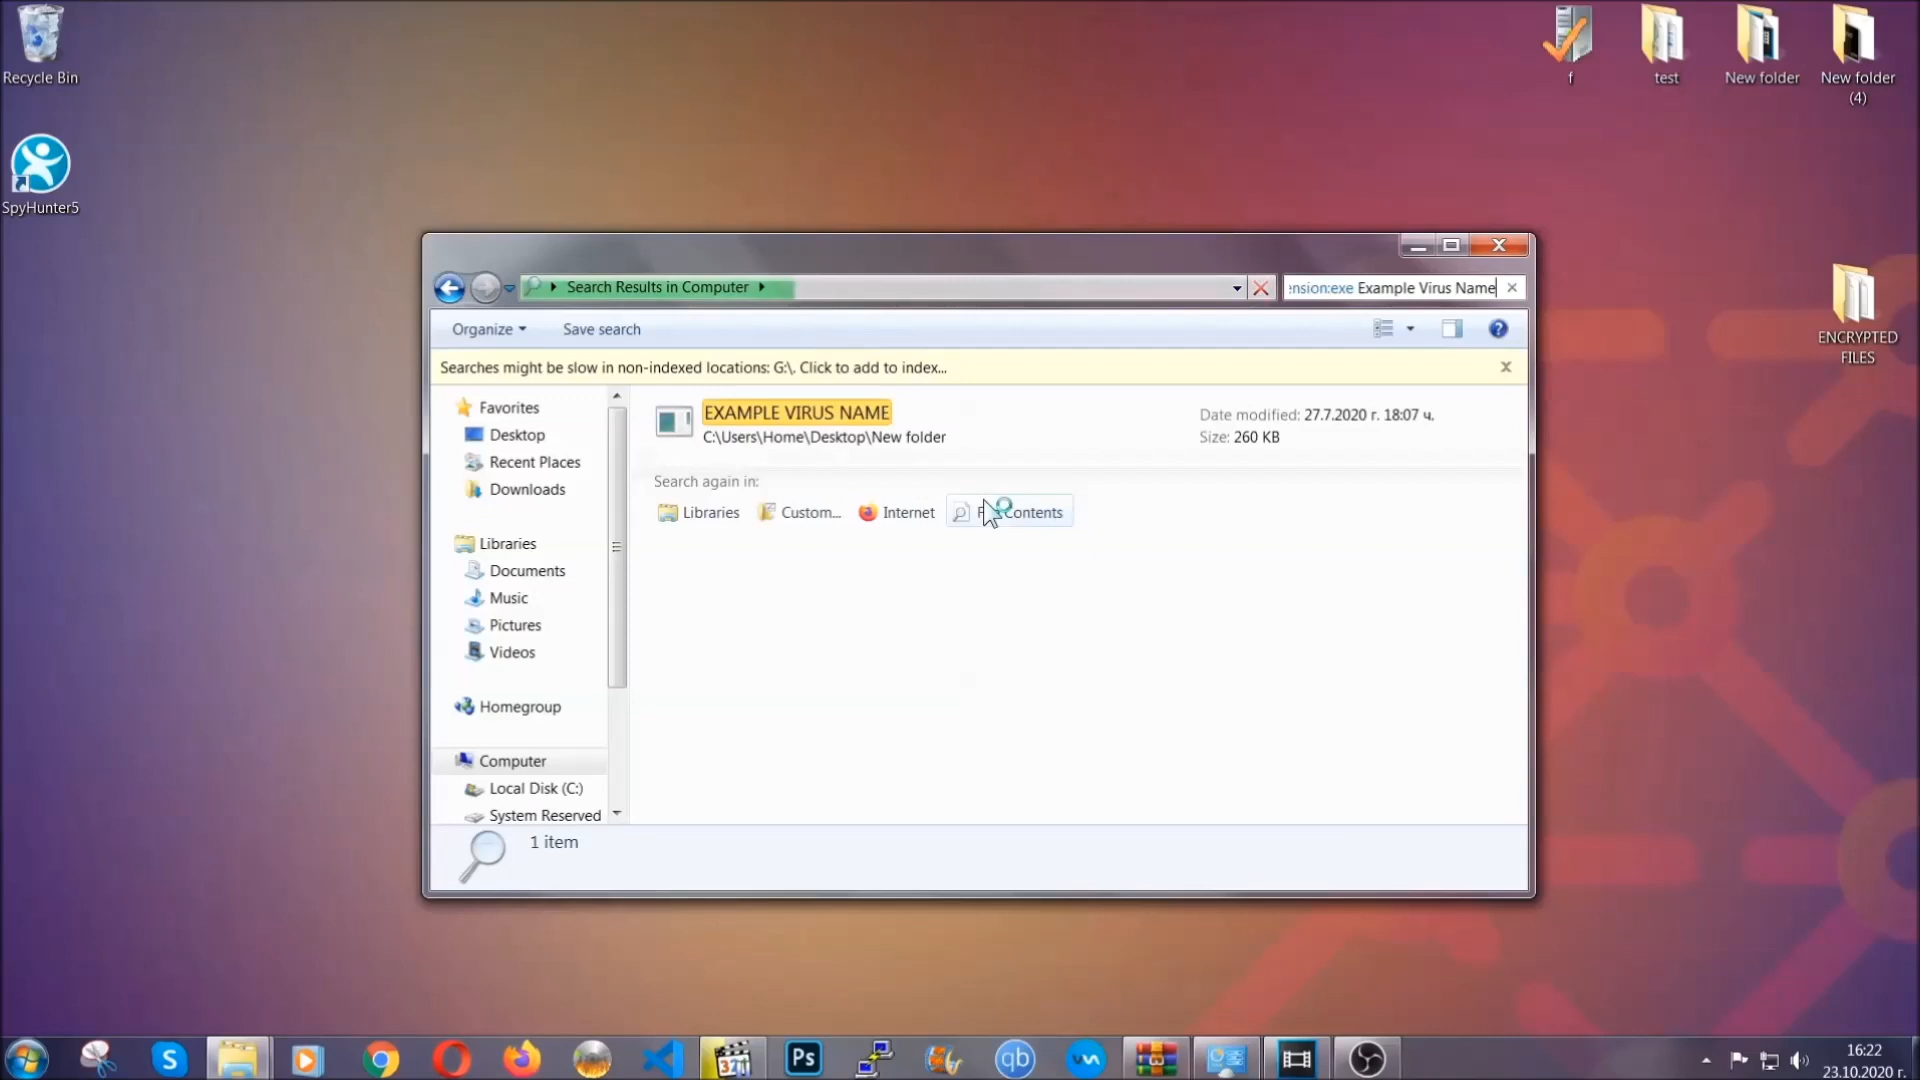 Recycle Bin
SpyHunter5
f
test
New folder
New folder
(4)
ENCRYPTED
FILES
Search Results in Computer
ension:exe Example Virus Name
Organize
Save search
Searches might be slow in non-indexed locations: G:\. Click to add to index...
Favorites
Desktop
Recent Places
Downloads
Libraries
Documents
Music
Pictures
Videos
Homegroup
Computer
Local Disk (C:)
System Reserved
EXAMPLE VIRUS NAME
C:\Users\Home\Desktop\New folder
Date modified: 27.7.2020 г. 18:07 ч.
Size: 260 KB
Search again in:
Libraries
Custom...
Internet
Contents
1 item
Ps
qb
16:22
23.10.2020 г.